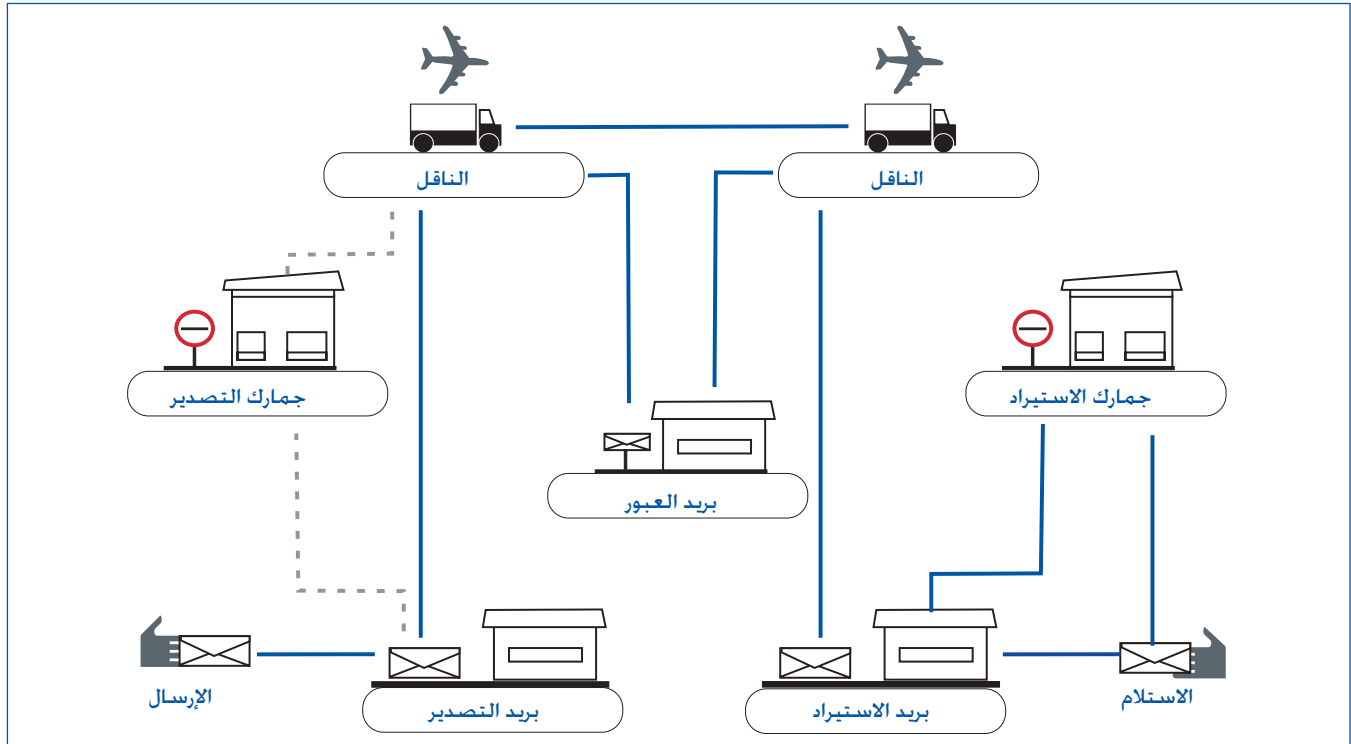 الناقل
الناقل
جمارك التصدير
جمارك الاستيراد
بريد العبور
الإرسال
بريد التصدير
بريد الاستيراد
الاستلام